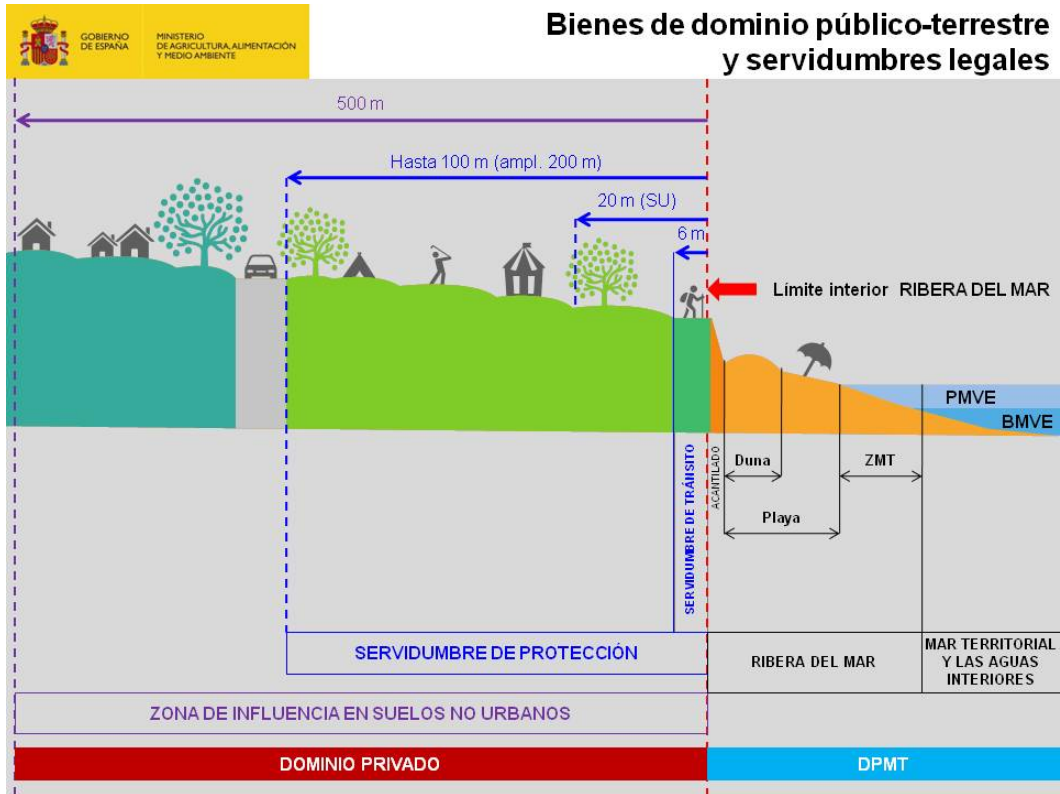 GOBIERNO
DE ESPAÑA
MINISTERIO
DE AGRICULTURA, ALIMENTACIÓN
Y MEDIO AMBIENTE
Bienes de dominio público-terrestre
y servidumbres legales
500 m
Hasta 100 m (ampl. 200 m)
20 m (SU)
6 m
Límite interior RIBERA DEL MAR
PMVE
BMVE
SERVIDUMBRE DE TRÁNSITO
ACANTILADO
Duna
ZMT
Playa
SERVIDUMBRE DE PROTECCIÓN
RIBERA DEL MAR
MAR TERRITORIAL
Y LAS AGUAS
INTERIORES
ZONA DE INFLUENCIA EN SUELOS NO URBANOS
DOMINIO PRIVADO
DPMT